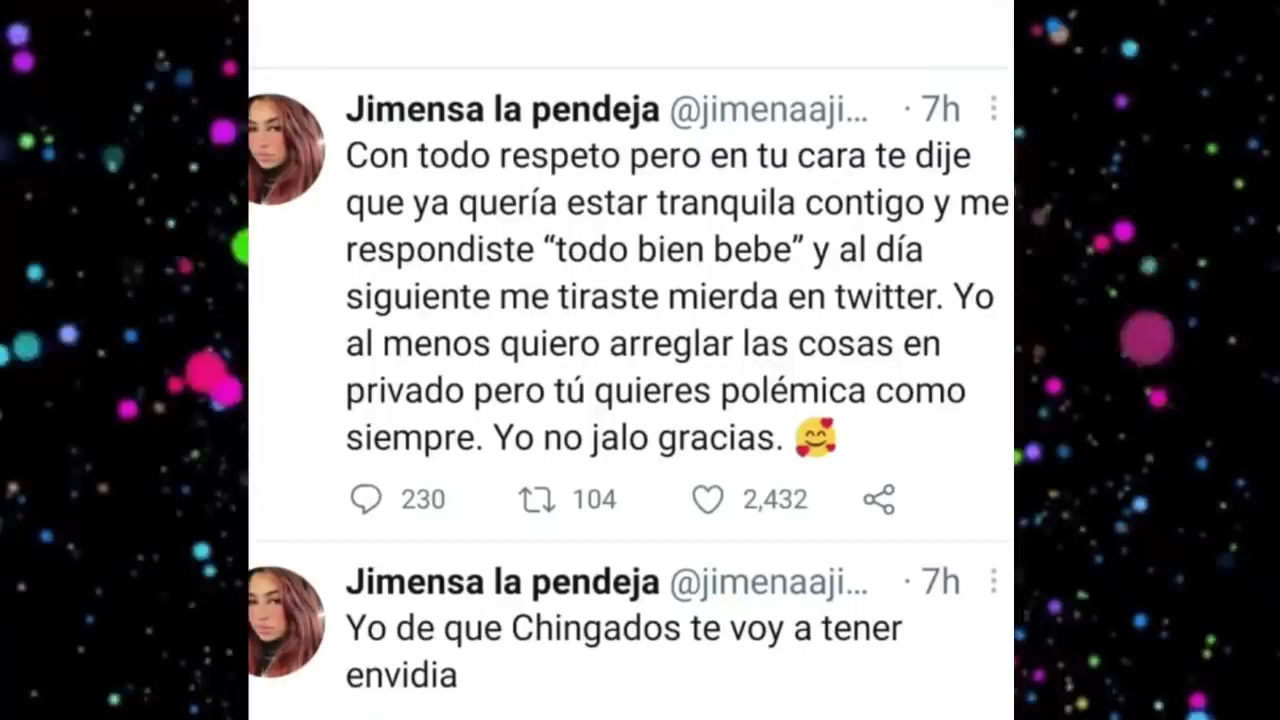 Jimensa la pendeja @jimenaaji... · 7h
Con todo respeto pero en tu cara te dije
que ya quería estar tranquila contigo y me
respondiste “todo bien bebe” y al día
siguiente me tiraste mierda en twitter. Yo
al menos quiero arreglar las cosas en
privado pero tú quieres polémica como
siempre. Yo no jalo gracias. 🥰
230 104 2,432
Jimensa la pendeja @jimenaaji... · 7h
Yo de que Chingados te voy a tener
envidia